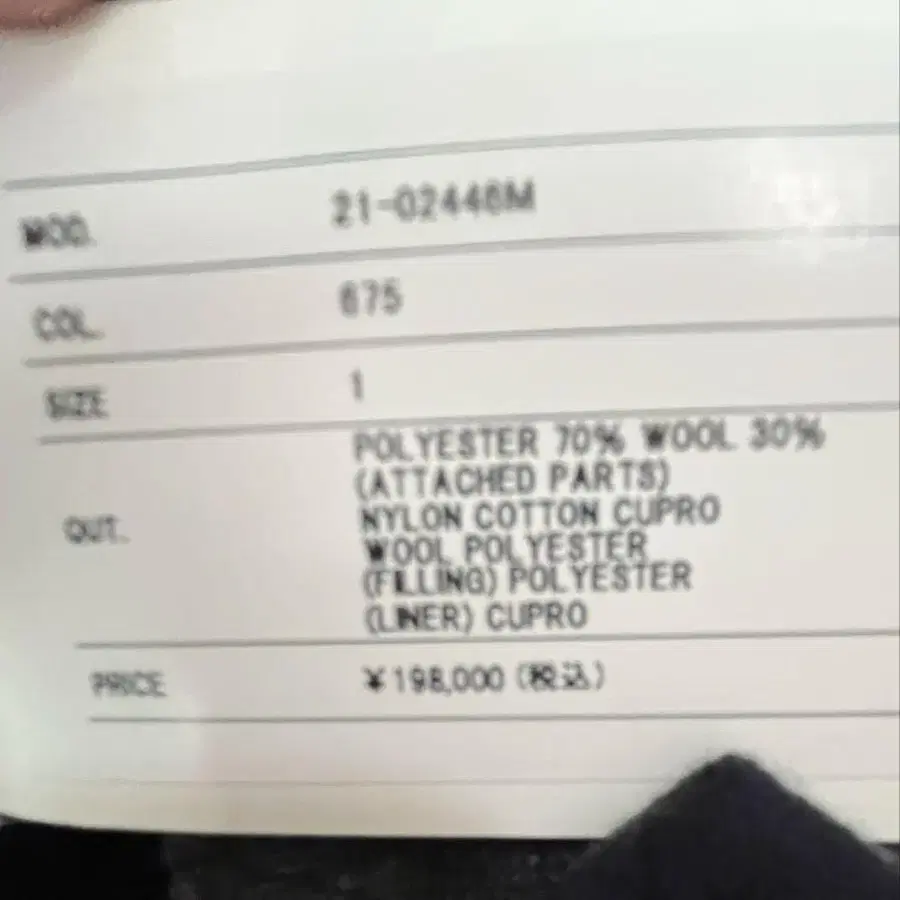 MOD. 21-02446M
COL. 675
SIZE 1
QUT. POLYESTER 70% WOOL 30%
(ATTACHED PARTS)
NYLON COTTON CUPRO
WOOL POLYESTER
(FILLING) POLYESTER
(LINER) CUPRO
PRICE ¥198,000 (税込)